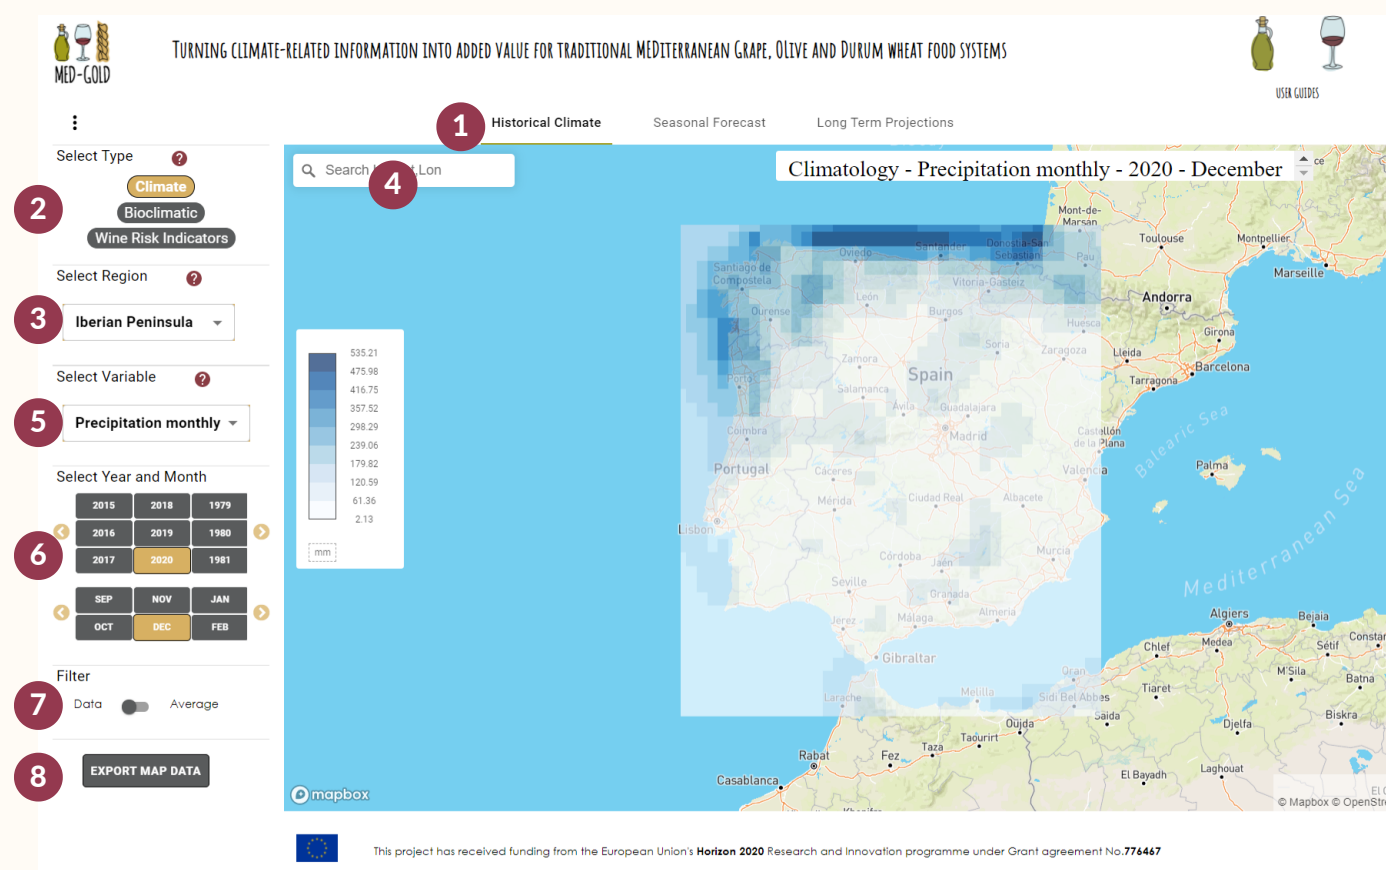 MED-GOLD
TURNING CLIMATE-RELATED INFORMATION INTO ADDED VALUE FOR TRADITIONAL MEDITERRANEAN GRAPE, OLIVE AND DURUM WHEAT FOOD SYSTEMS
USER GUIDES
1
Historical Climate
Seasonal Forecast
Long Term Projections
Select Type
?
2
Climate
Bioclimatic
Wine Risk Indicators
Select Region
?
3
Iberian Peninsula
Select Variable
?
5
Precipitation monthly
Select Year and Month
2015 2018 1979
2016 2019 1980
6
2017 2020 1981
SEP NOV JAN
OCT DEC FEB
Filter
7
Data
Average
8
EXPORT MAP DATA
Search
4
Lon
Climatology - Precipitation monthly - 2020 - December
535.21
475.98
416.75
357.52
298.29
239.06
179.82
120.59
61.36
2.13
mm
Mont-de-
Marsan
Toulouse
Montpellier
Marseille
Oviedo
Santander
Donostia-San
Sebastian
Pau
Santiago de
Compostela
Vitoria-Gasteiz
León
Andorra
Ourense
Burgos
Huesca
Girona
Soria
Zaragoza
Lleida
Zamora
Barcelona
Porto
Spain
Tarragona
Salamanca
Ávila
Guadalajara
Coimbra
Madrid
Castellón
de la Plana
Balearic Sea
Portugal
Cáceres
Valencia
Palma
Mérida
Ciudad Real
Albacete
Lisbon
Córdoba
Jaén
Murcia
Mediterranean Sea
Seville
Granada
Jerez
Málaga
Almeria
Algiers
Bejaia
Gibraltar
Chlef
Medea
Sétif
Constan
Oran
M'Sila
Batna
Larache
Melilla
Sidi Bel Abbes
Tiaret
Saida
Djelfa
Biskra
Oujda
Taourirt
Rabat
Fez
Taza
Casablanca
El Bayadh
Laghouat
mapbox
© Mapbox © OpenStre
This project has received funding from the European Union's Horizon 2020 Research and Innovation programme under Grant agreement No.776467